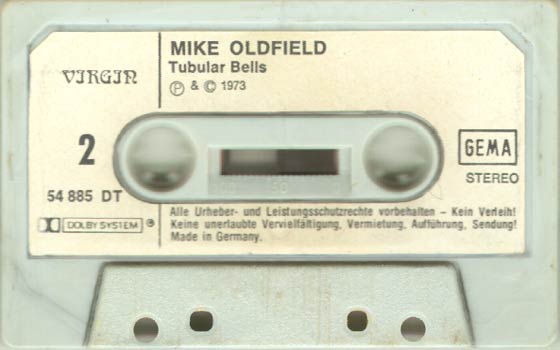 VIRGIN
MIKE OLDFIELD
Tubular Bells
Ⓟ & © 1973
2
GEMA
STEREO
54 885 DT
DOLBY SYSTEM ®
Alle Urheber- und Leistungsschutzrechte vorbehalten – Kein Verleih!
Keine unerlaubte Vervielfältigung, Vermietung, Aufführung, Sendung!
Made in Germany.